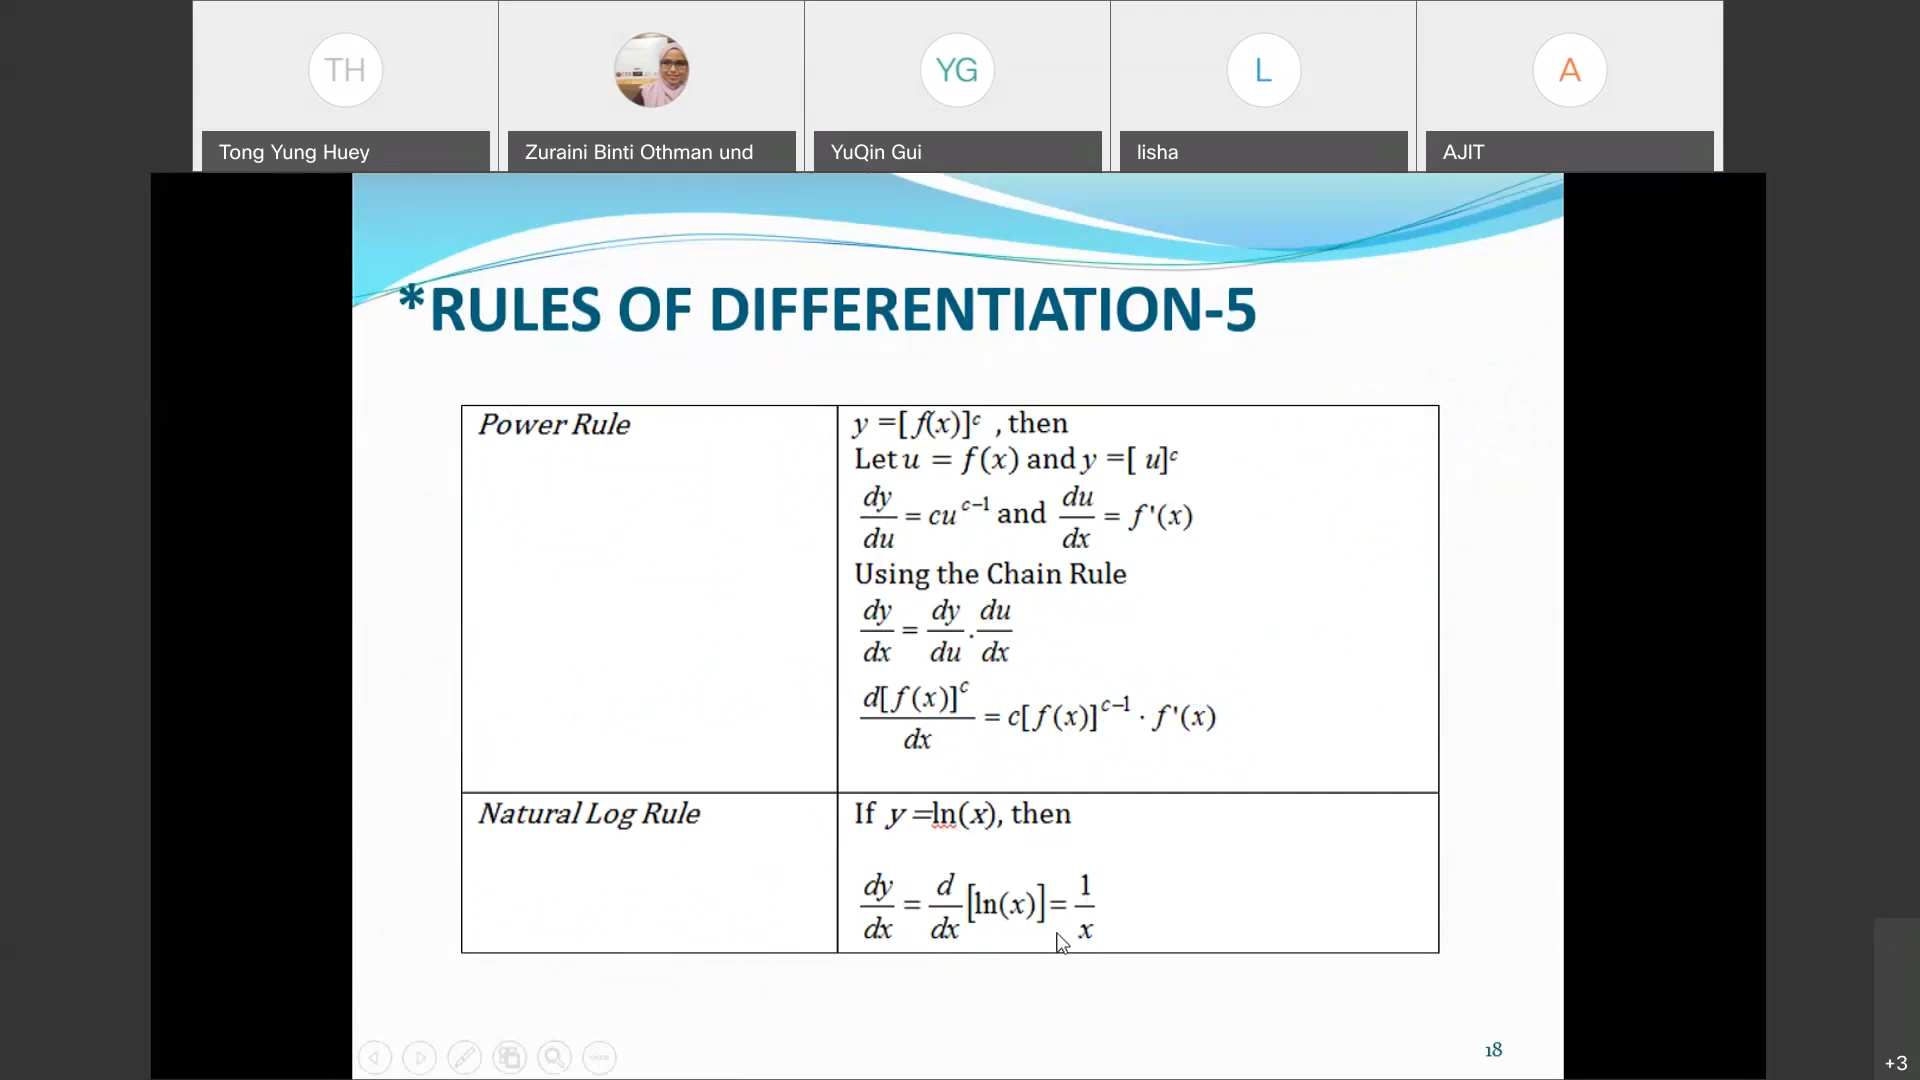 TH
YG
L
A
Tong Yung Huey
Zuraini Binti Othman und
YuQin Gui
lisha
AJIT
*RULES OF DIFFERENTIATION-5
Power Rule
y =[ f(x)]ᶜ , then
Let u = f(x) and y =[ u]ᶜ
dy/du = cu^(c−1) and du/dx = f'(x)
Using the Chain Rule
dy/dx = dy/du . du/dx
d[f(x)]^c/dx = c[f(x)]^(c−1) · f'(x)
Natural Log Rule
If y =ln(x), then
dy/dx = d/dx [ln(x)] = 1/x
18
+3